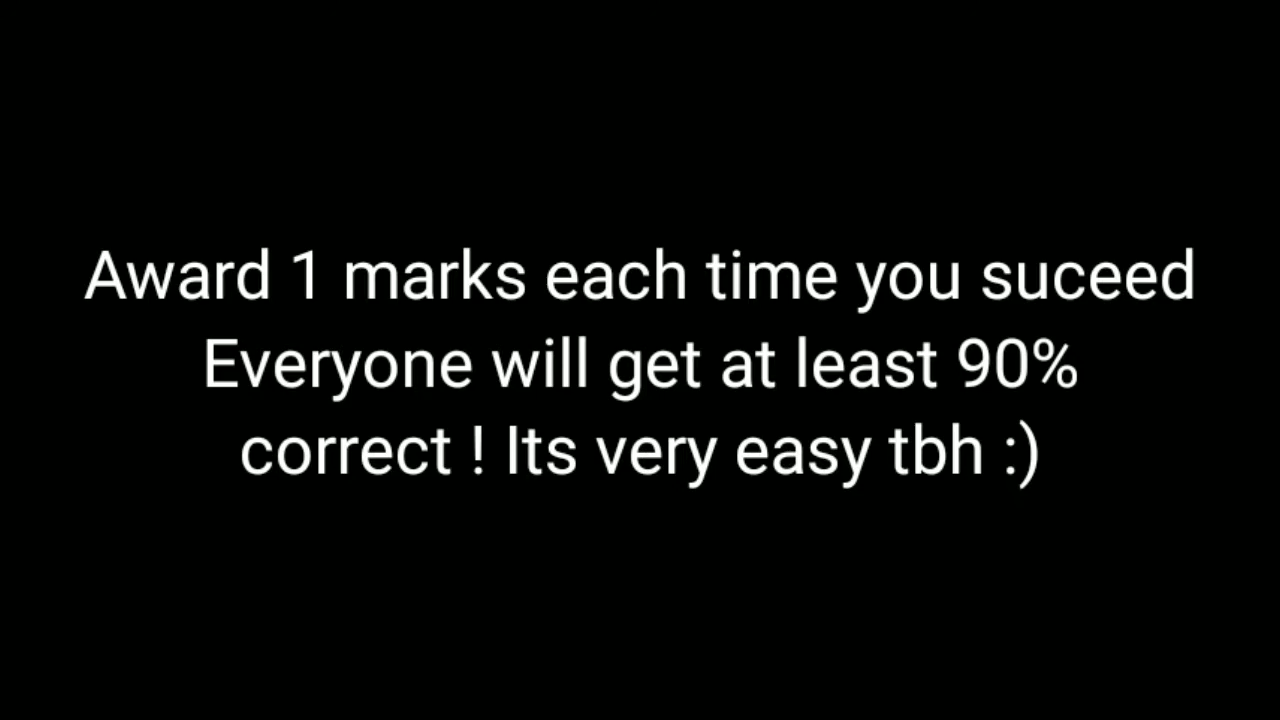 Award 1 marks each time you suceed
Everyone will get at least 90%
correct ! Its very easy tbh :)